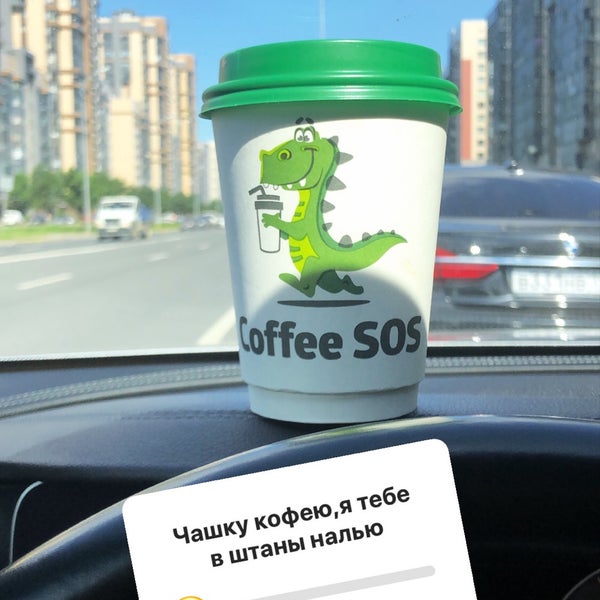 Coffee SOS
Чашку кофею,я тебе
в штаны налью